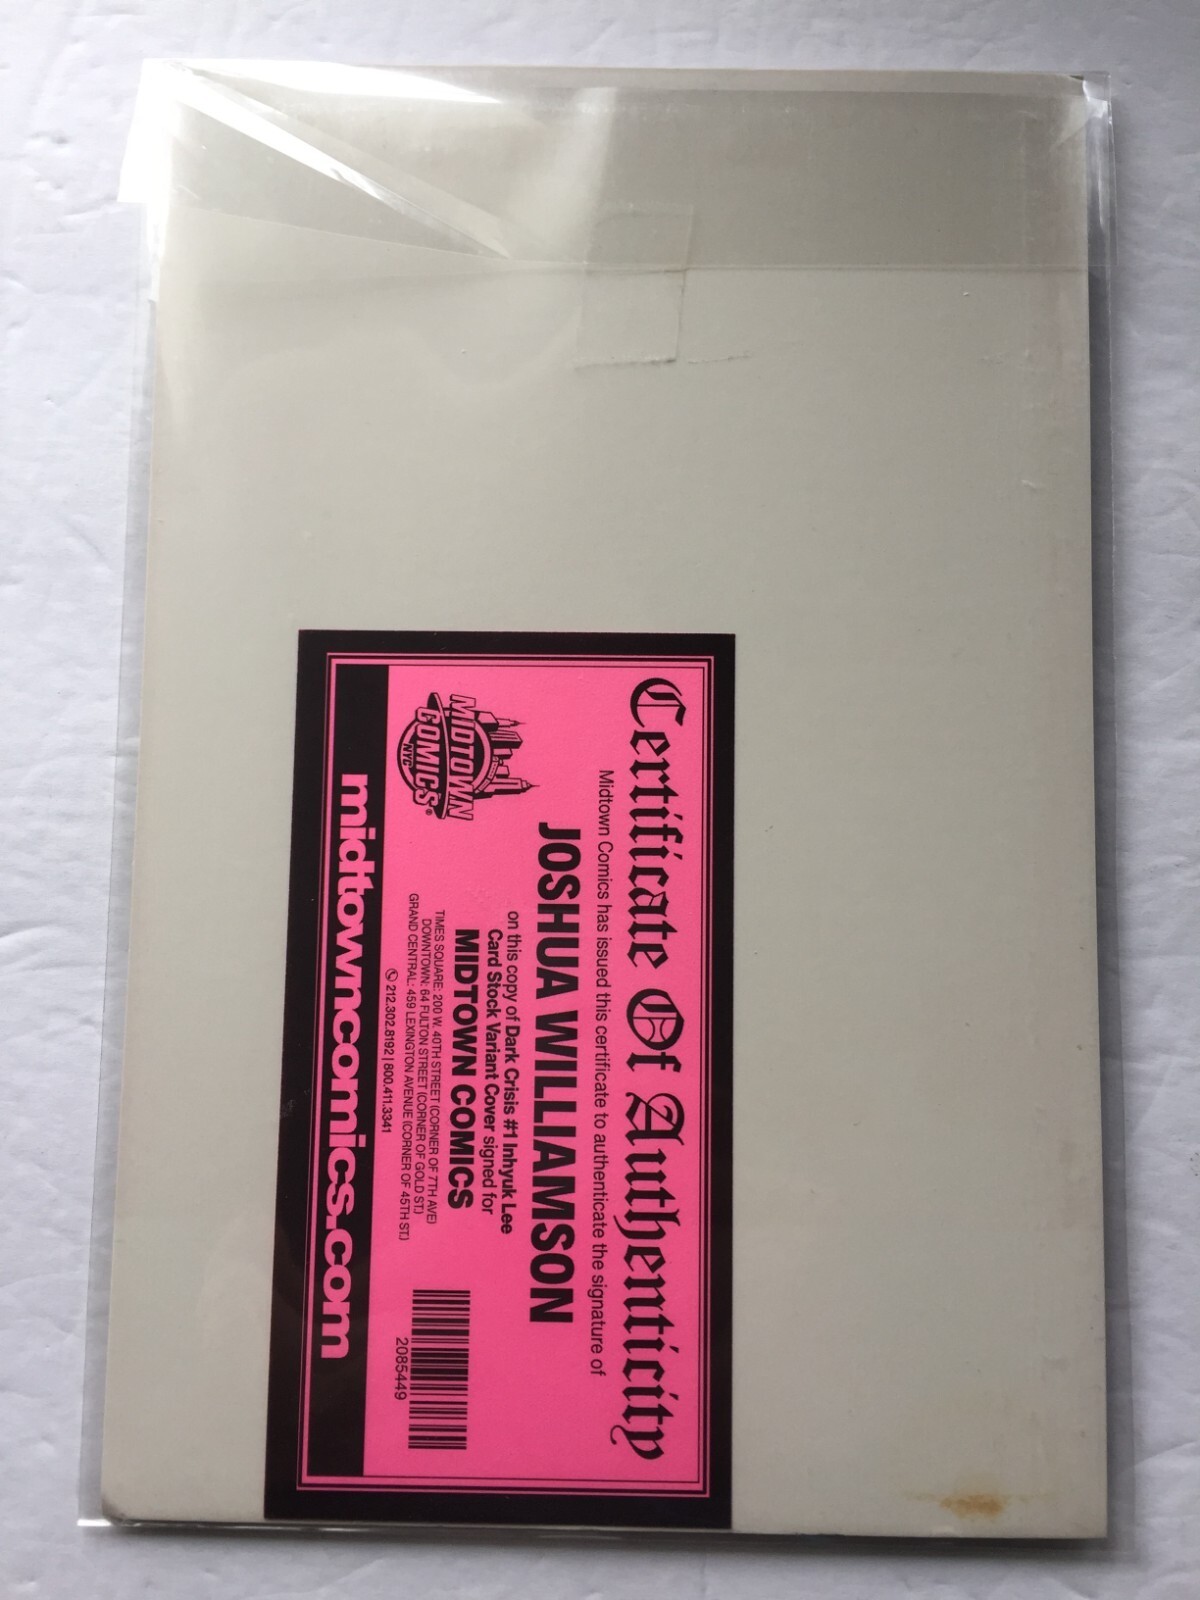 Certificate Of Authenticity
Midtown Comics has issued this certificate to authenticate the signature of
JOSHUA WILLIAMSON
on this copy of Dark Crisis #1 Inhyuk Lee
Card Stock Variant Cover signed for
MIDTOWN COMICS
TIMES SQUARE: 200 W. 40TH STREET (CORNER OF 7TH AVE)
DOWNTOWN: 64 FULTON STREET (CORNER OF GOLD ST.)
GRAND CENTRAL: 459 LEXINGTON AVENUE (CORNER OF 45TH ST.)
212.302.8192 | 800.411.3341
MIDTOWN
COMICS®
NYC
2085449
midtowncomics.com